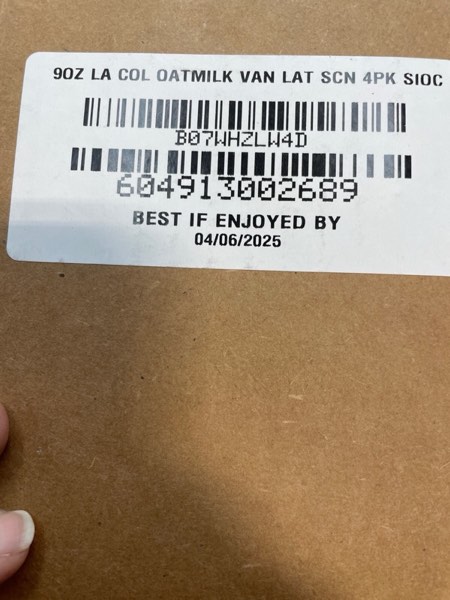 9OZ LA COL OATMILK VAN LAT SCN 4PK SIOC
B07WHZLW4D
604913002689
BEST IF ENJOYED BY
04/06/2025